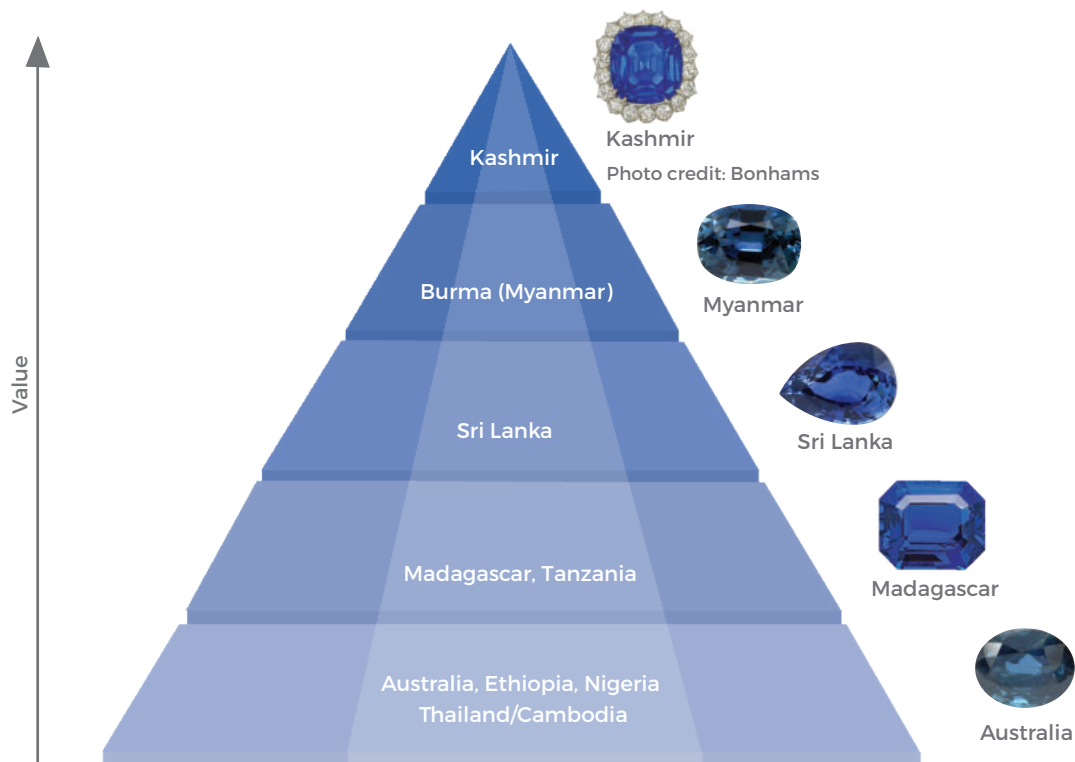 Kashmir
Kashmir
Photo credit: Bonhams
Burma (Myanmar)
Myanmar
Value
Sri Lanka
Sri Lanka
Madagascar, Tanzania
Madagascar
Australia, Ethiopia, Nigeria
Thailand/Cambodia
Australia